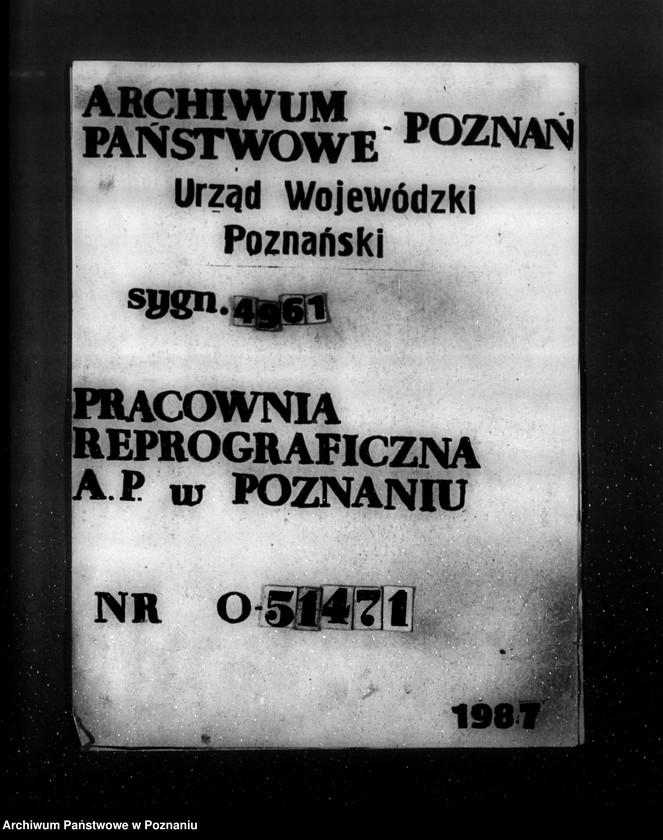 ARCHIWUM
PAŃSTWOWE - POZNAŃ
Urząd Wojewódzki
Poznański
sygn. 4961
PRACOWNIA
REPROGRAFICZNA
A.P. w POZNANIU
NR O-51471
1987
Archiwum Państwowe w Poznaniu